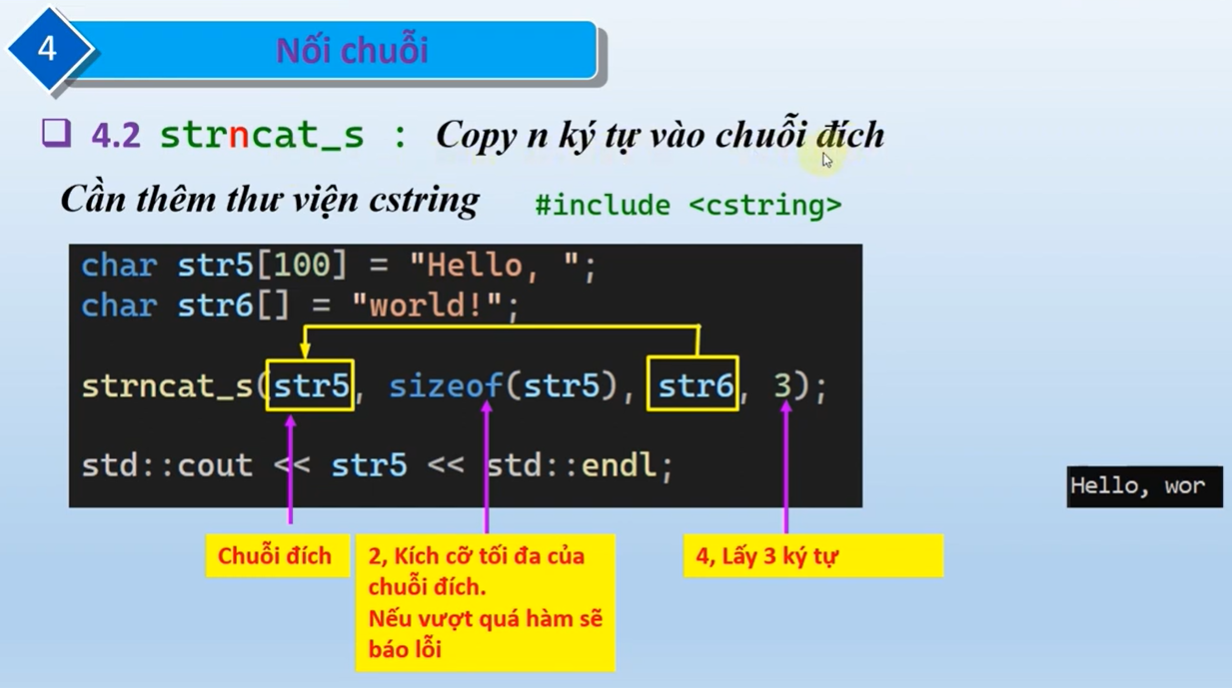 4
Nối chuỗi
4.2 strncat_s : Copy n ký tự vào chuỗi đích
Cần thêm thư viện cstring #include <cstring>
char str5[100] = "Hello, ";
char str6[] = "world!";
strncat_s(str5, sizeof(str5), str6, 3);
std::cout << str5 << std::endl;
Hello, wor
Chuỗi đích
2, Kích cỡ tối đa của
chuỗi đích.
Nếu vượt quá hàm sẽ
báo lỗi
4, Lấy 3 ký tự